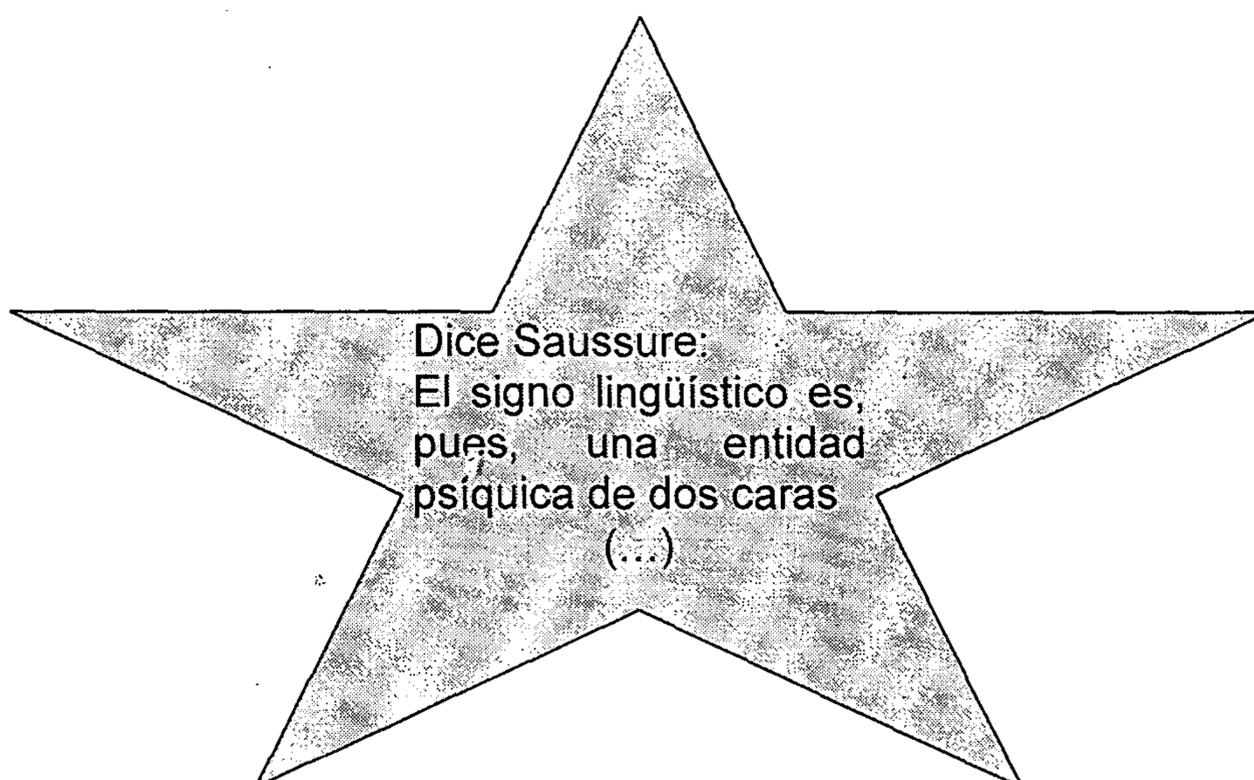 Dice Saussure:
El signo lingüístico es,
pues, una entidad
psíquica de dos caras
(...)